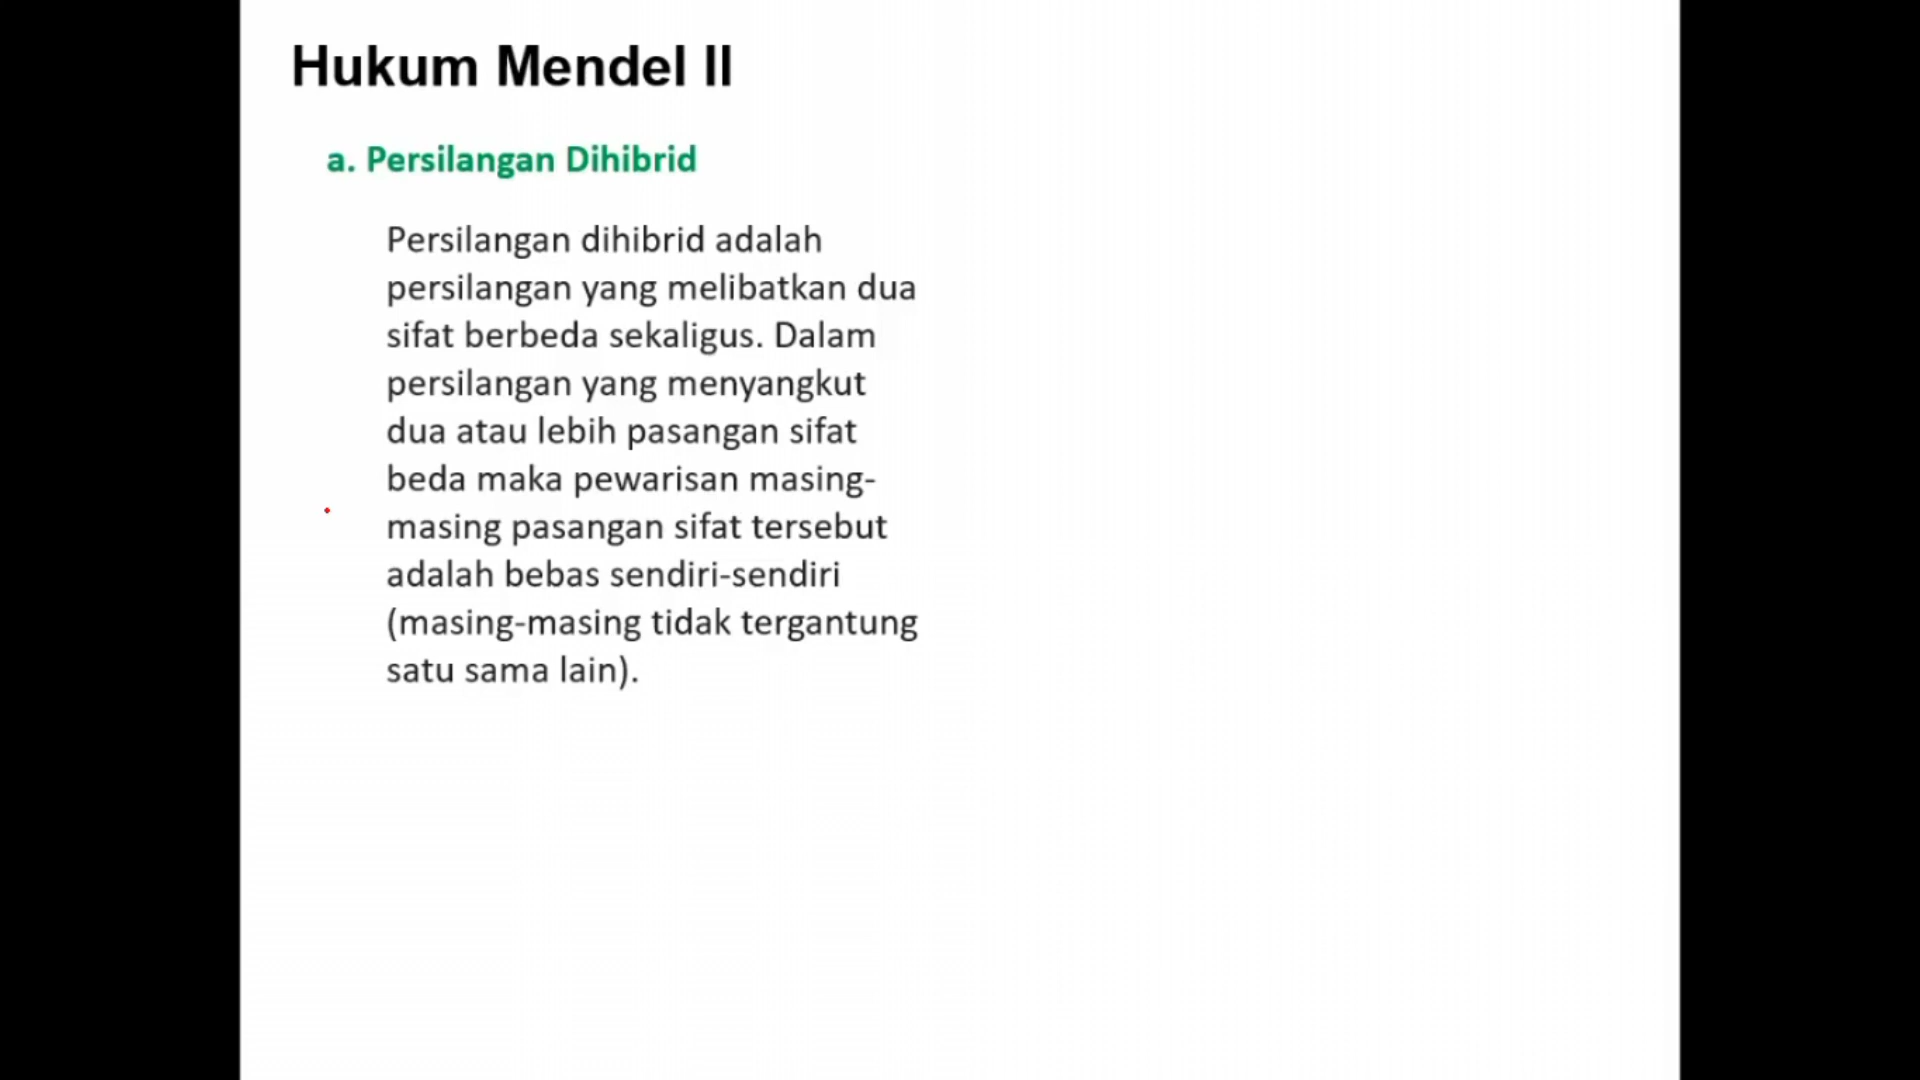 Hukum Mendel II
a. Persilangan Dihibrid
Persilangan dihibrid adalah
persilangan yang melibatkan dua
sifat berbeda sekaligus. Dalam
persilangan yang menyangkut
dua atau lebih pasangan sifat
beda maka pewarisan masing-
masing pasangan sifat tersebut
adalah bebas sendiri-sendiri
(masing-masing tidak tergantung
satu sama lain).